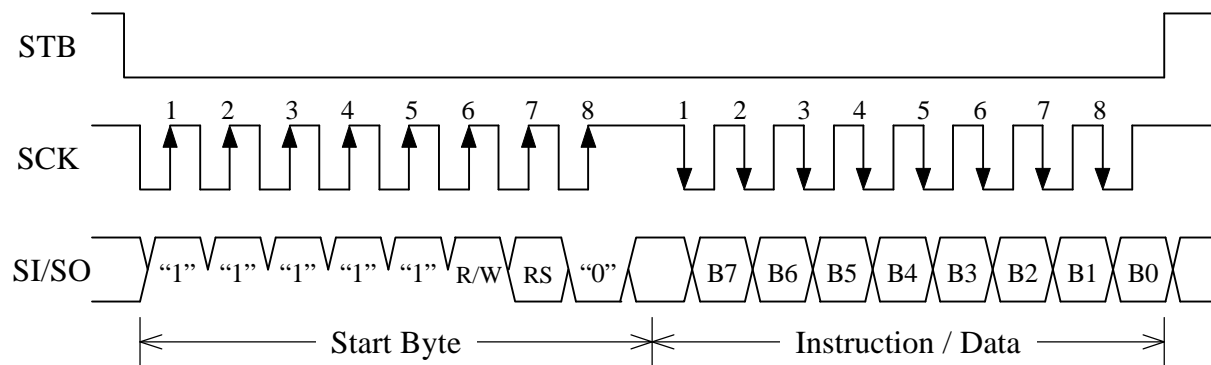 STB
1 2 3 4 5 6 7 8 1 2 3 4 5 6 7 8
SCK
SI/SO “1” “1” “1” “1” “1” R/W RS “0” B7 B6 B5 B4 B3 B2 B1 B0
Start Byte Instruction / Data